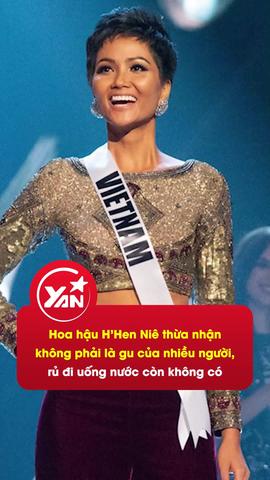 VIETNAM
YAN
Hoa hậu H'Hen Niê thừa nhận
không phải là gu của nhiều người,
rủ đi uống nước còn không có